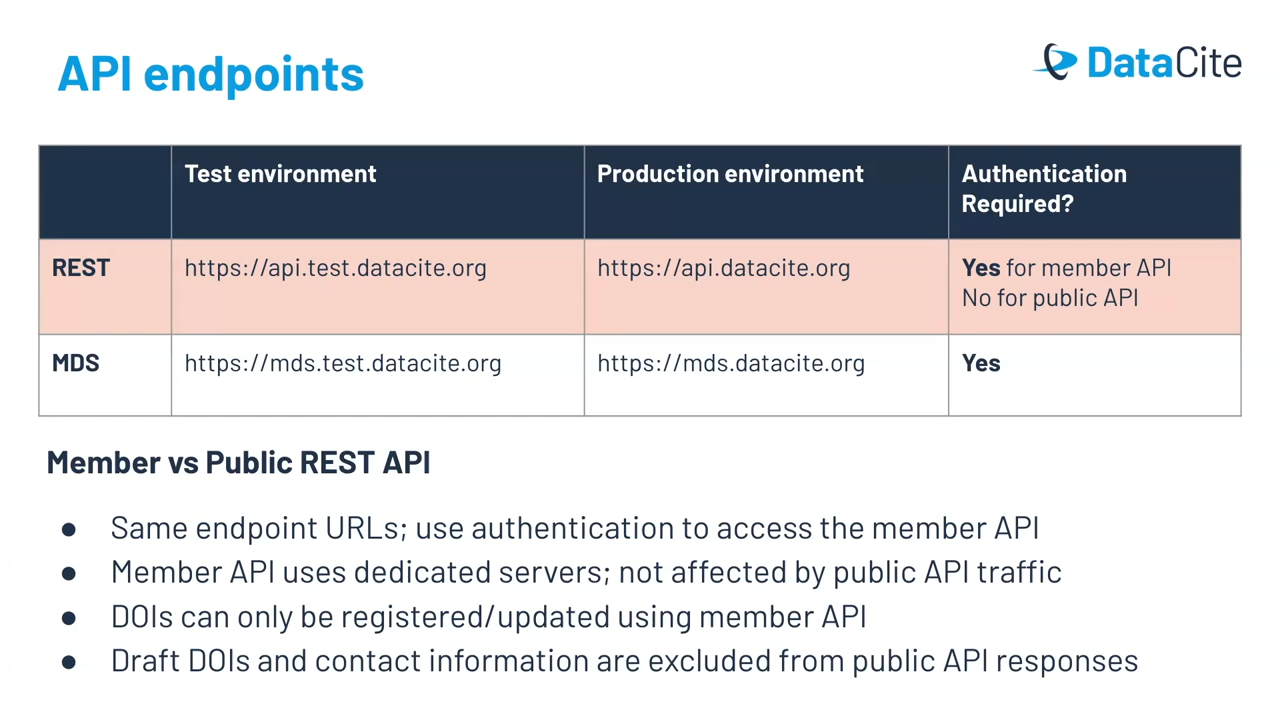 API endpoints
DataCite
Test environment
Production environment
Authentication
Required?
REST
https://api.test.datacite.org
https://api.datacite.org
Yes for member API
No for public API
MDS
https://mds.test.datacite.org
https://mds.datacite.org
Yes
Member vs Public REST API
● Same endpoint URLs; use authentication to access the member API
● Member API uses dedicated servers; not affected by public API traffic
● DOIs can only be registered/updated using member API
● Draft DOIs and contact information are excluded from public API responses